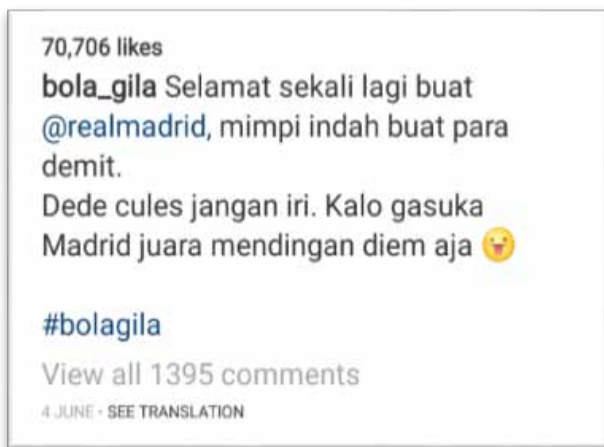 70,706 likes
bola_gila Selamat sekali lagi buat
@realmadrid, mimpi indah buat para
demit.
Dede cules jangan iri. Kalo gasuka
Madrid juara mendingan diem aja 😜
#bolagila
View all 1395 comments
4 JUNE • SEE TRANSLATION